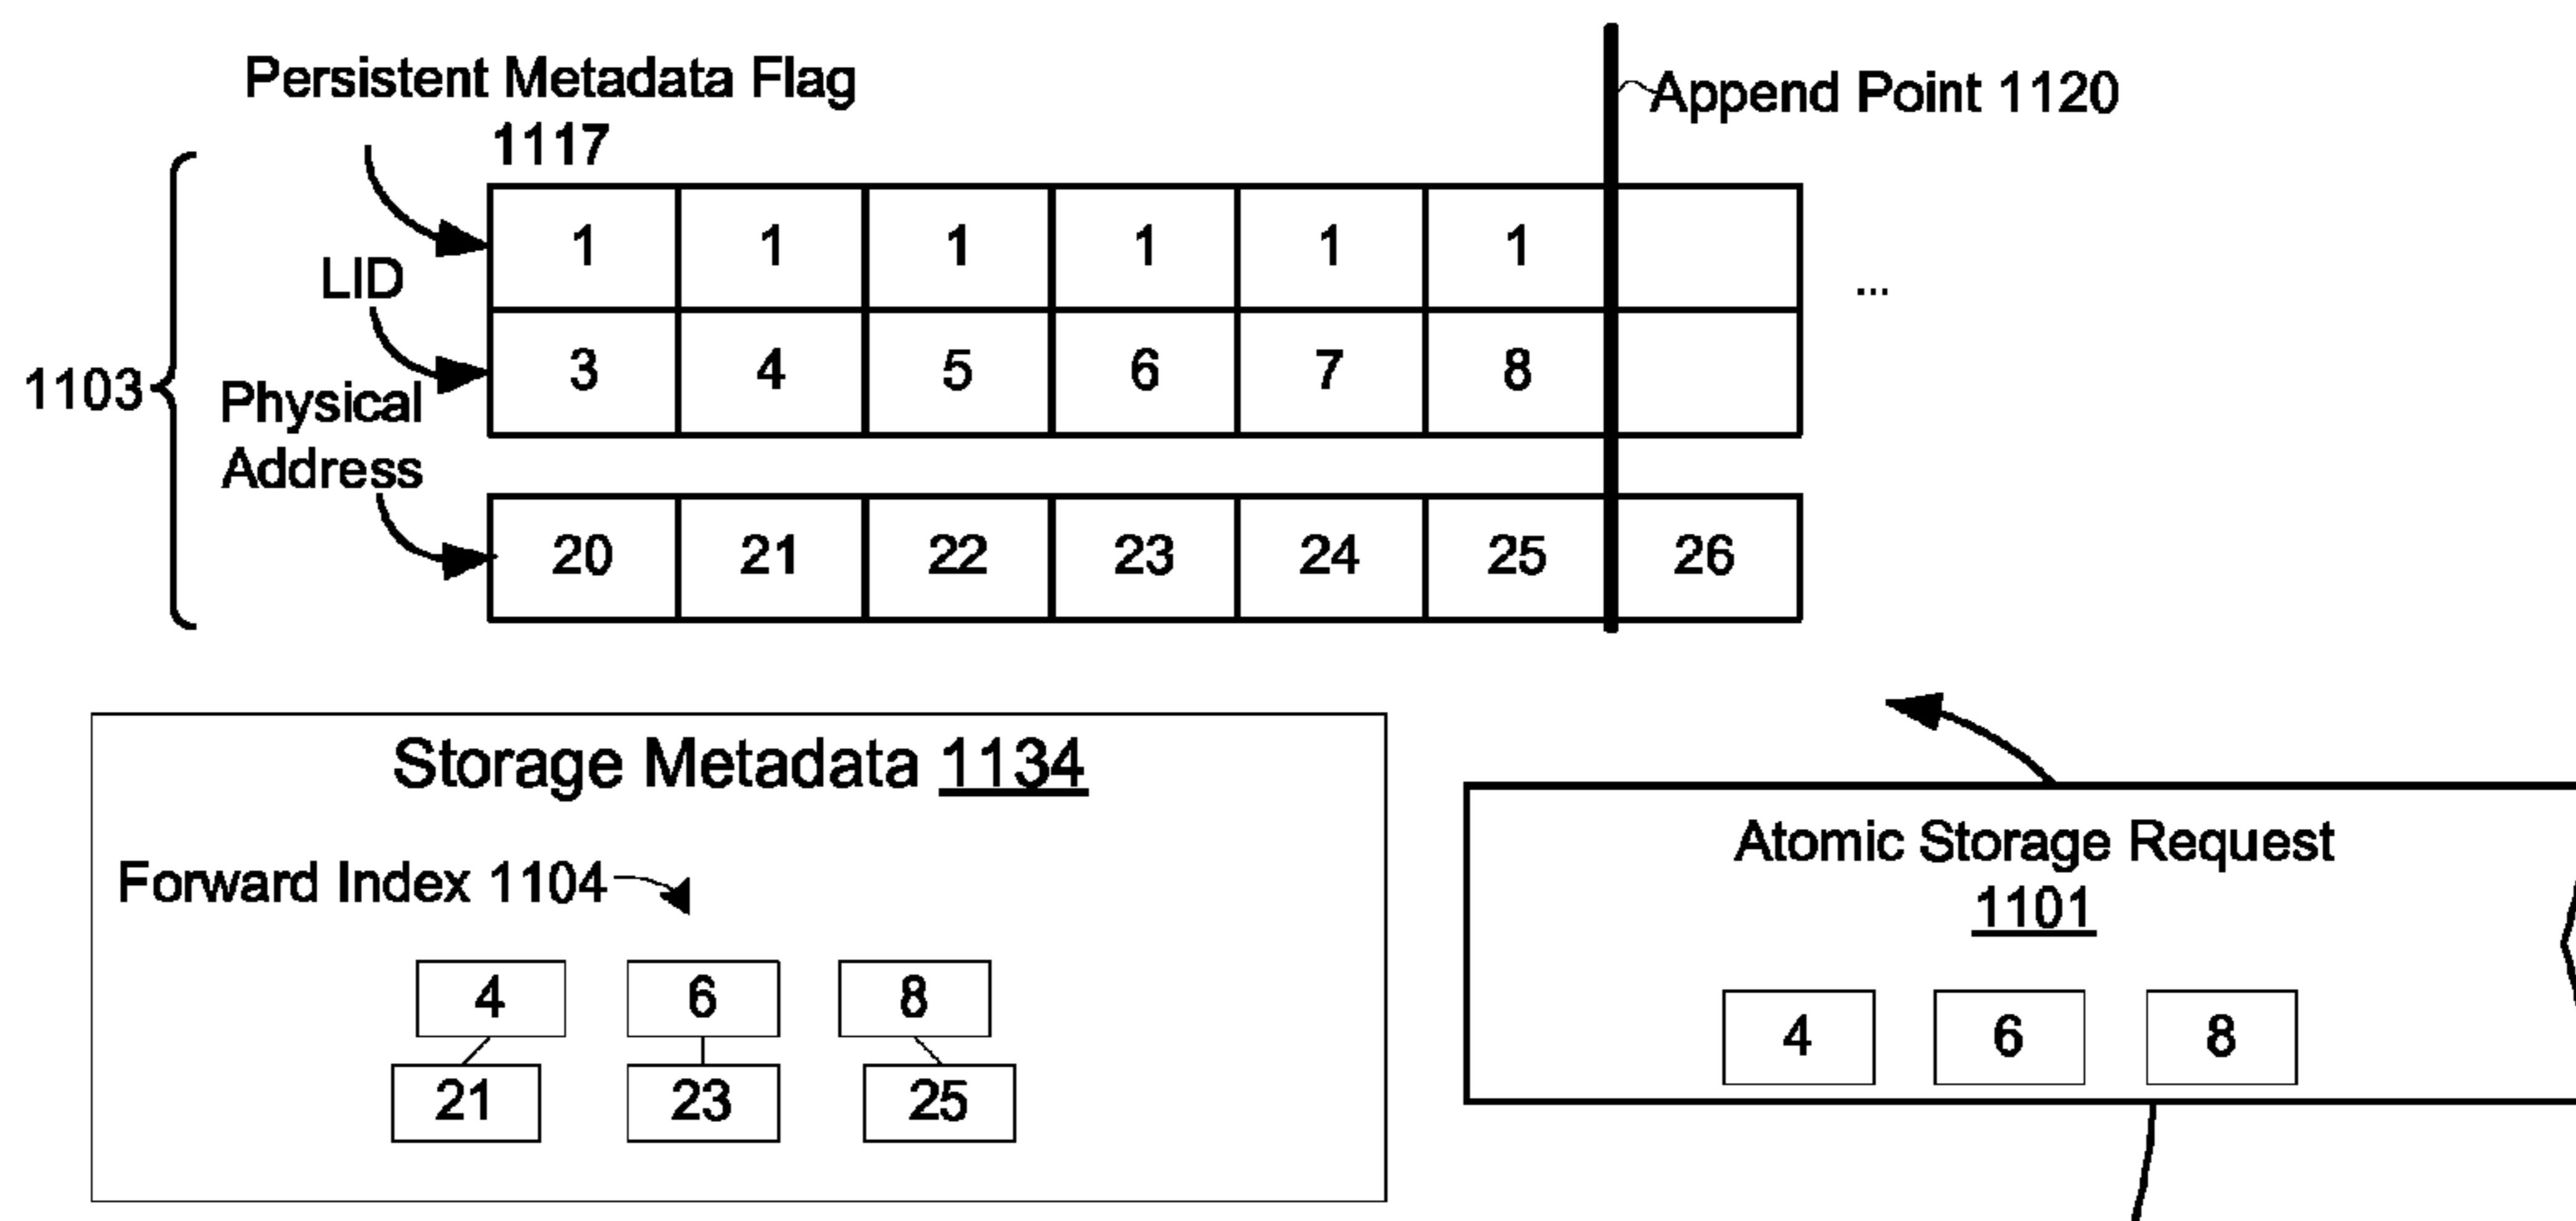 Persistent Metadata Flag
1117
Append Point 1120
1 1 1 1 1 1
LID
...
3 4 5 6 7 8
1103
Physical
Address
20 21 22 23 24 25 26
Storage Metadata 1134
Forward Index 1104
4 6 8
21 23 25
Atomic Storage Request
1101
4 6 8